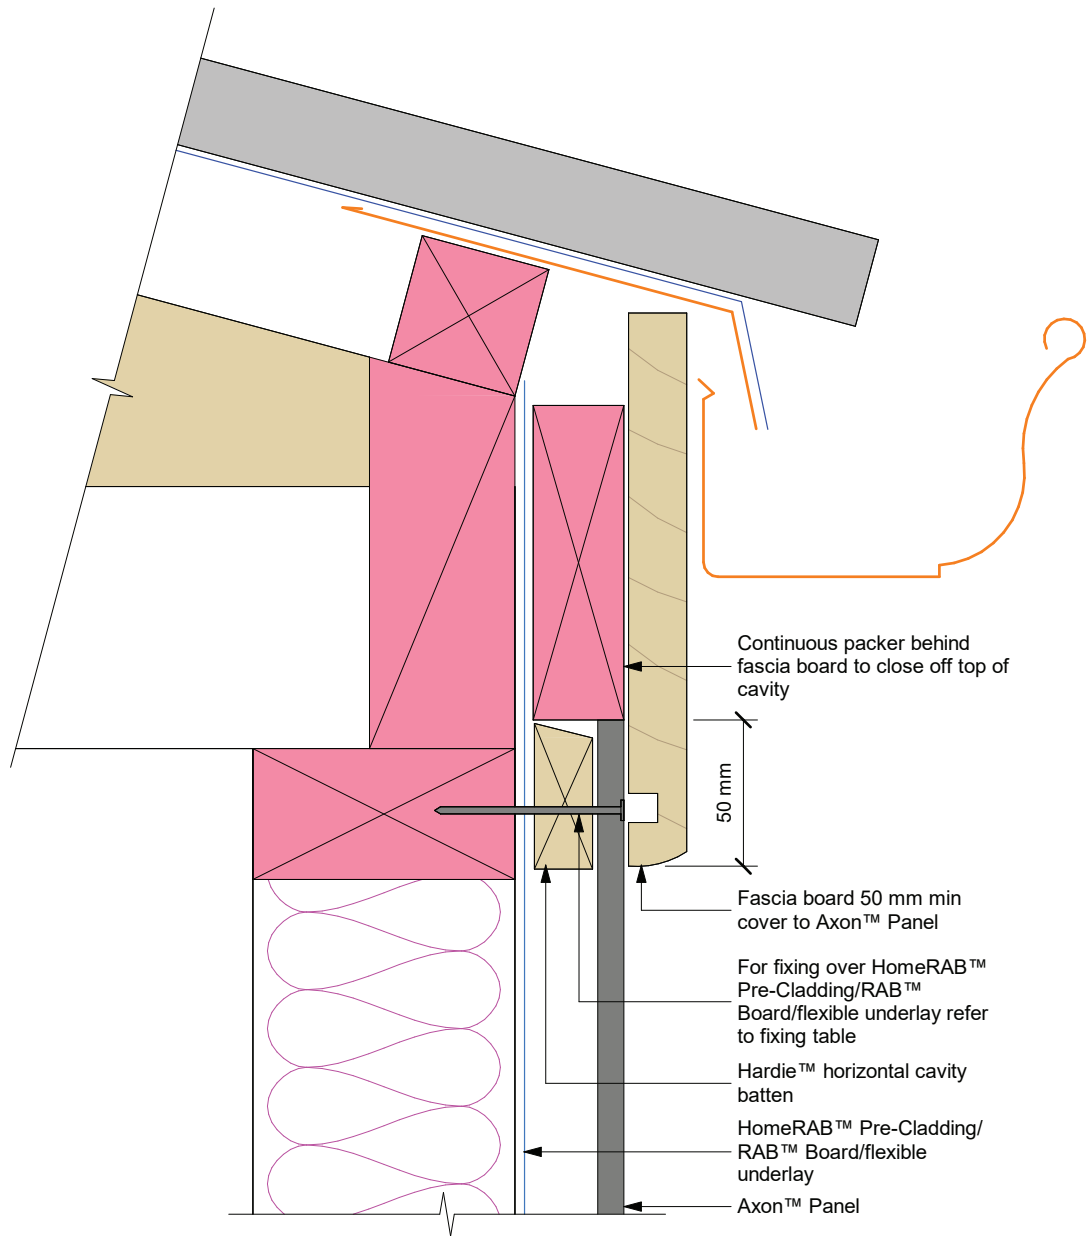 Continuous packer behind
fascia board to close off top of
cavity
50 mm
Fascia board 50 mm min
cover to Axon™ Panel
For fixing over HomeRAB™
Pre-Cladding/RAB™
Board/flexible underlay refer
to fixing table
Hardie™ horizontal cavity
batten
HomeRAB™ Pre-Cladding/
RAB™ Board/flexible
underlay
Axon™ Panel